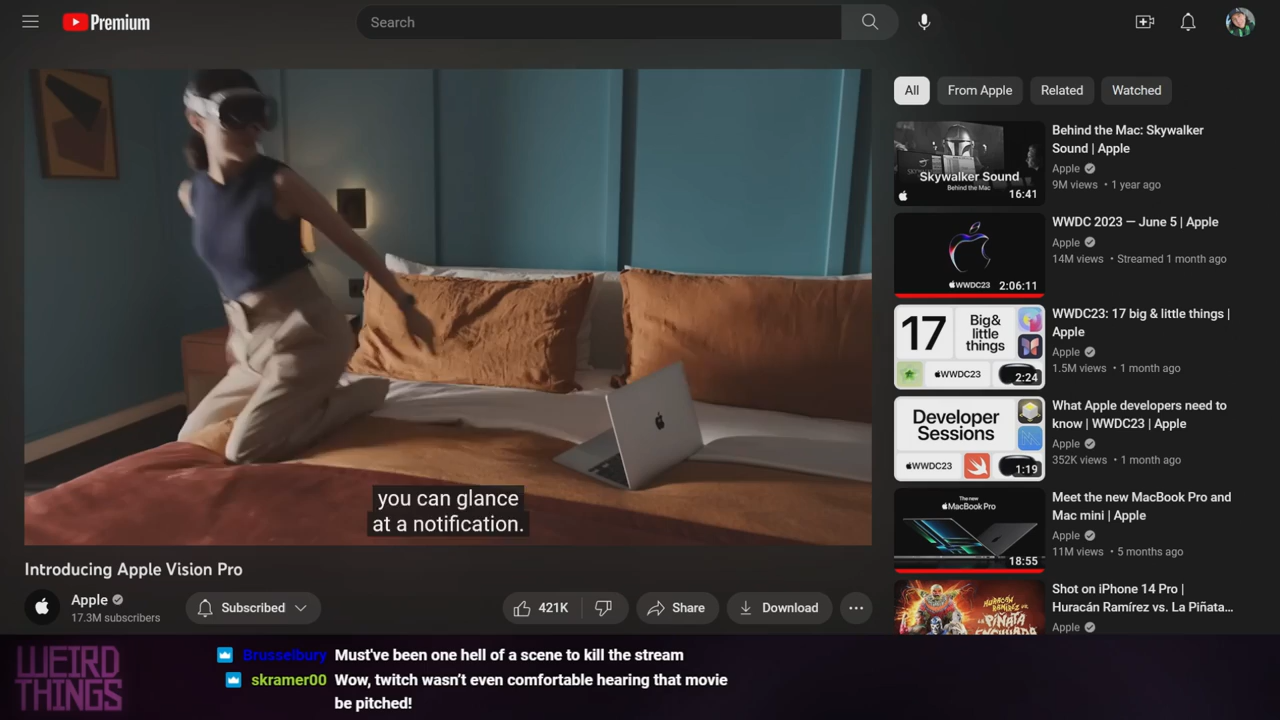 Premium
Search
you can glance
at a notification.
Introducing Apple Vision Pro
Apple
17.3M subscribers
Subscribed
421K
Share
Download
All
From Apple
Related
Watched
Skywalker Sound
Behind the Mac
16:41
Behind the Mac: Skywalker
Sound | Apple
Apple
9M views • 1 year ago
WWDC23
2:06:11
WWDC 2023 — June 5 | Apple
Apple
14M views • Streamed 1 month ago
17
Big&
little
things
WWDC23
2:24
WWDC23: 17 big & little things |
Apple
Apple
1.5M views • 1 month ago
Developer
Sessions
WWDC23
1:19
What Apple developers need to
know | WWDC23 | Apple
Apple
352K views • 1 month ago
The new
MacBook Pro
18:55
Meet the new MacBook Pro and
Mac mini | Apple
Apple
11M views • 5 months ago
HURACÁN
RAMÍREZ
VS. LA
PIÑATA
ENCHILADA
Shot on iPhone 14 Pro |
Huracán Ramírez vs. La Piñata...
Apple
WEIRD
THINGS
Brusselbury Must've been one hell of a scene to kill the stream
skramer00 Wow, twitch wasn't even comfortable hearing that movie
be pitched!